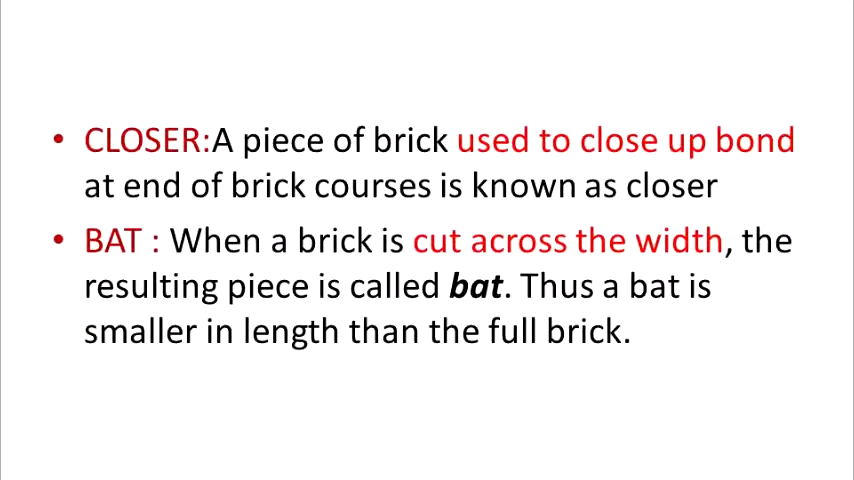 • CLOSER:A piece of brick used to close up bond
at end of brick courses is known as closer
• BAT : When a brick is cut across the width, the
resulting piece is called bat. Thus a bat is
smaller in length than the full brick.